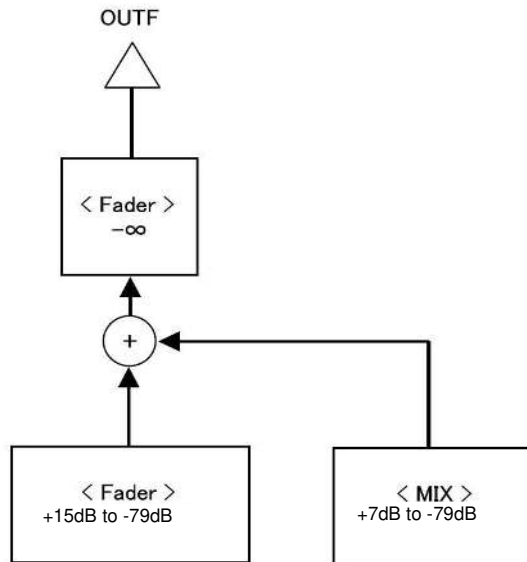 OUTF
< Fader >
-∞
+
< Fader >
+15dB to -79dB
< MIX >
+7dB to -79dB